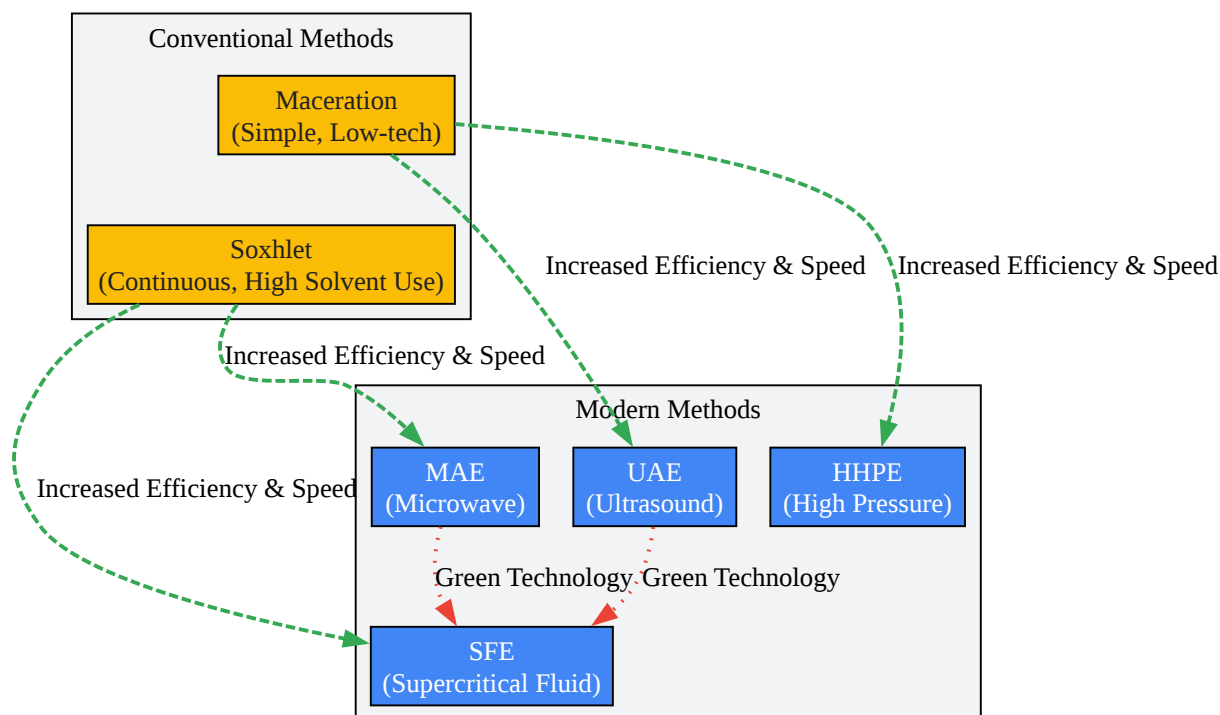 Conventional Methods
Maceration
(Simple, Low-tech)
Soxhlet
(Continuous, High Solvent Use)
Increased Efficiency & Speed
Increased Efficiency & Speed
Increased Efficiency & Speed
Modern Methods
MAE
(Microwave)
UAE
(Ultrasound)
HHPE
(High Pressure)
Increased Efficiency & Speed
Green Technology
Green Technology
SFE
(Supercritical Fluid)